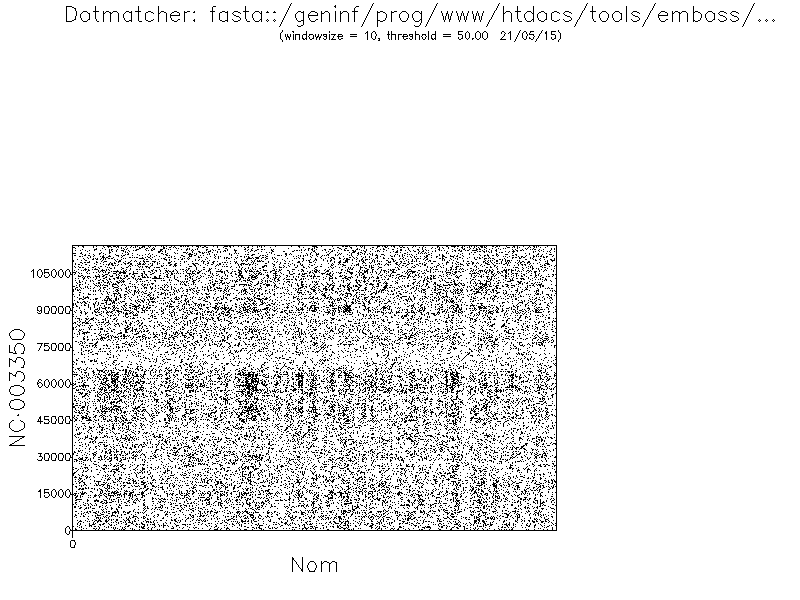 Dotmatcher: fasta::/geninf/prog/www/htdocs/tools/emboss/...
(windowsize = 10, threshold = 50.00 21/05/15)
105000
90000
75000
60000
45000
30000
15000
0
NC-003350
0
Nom